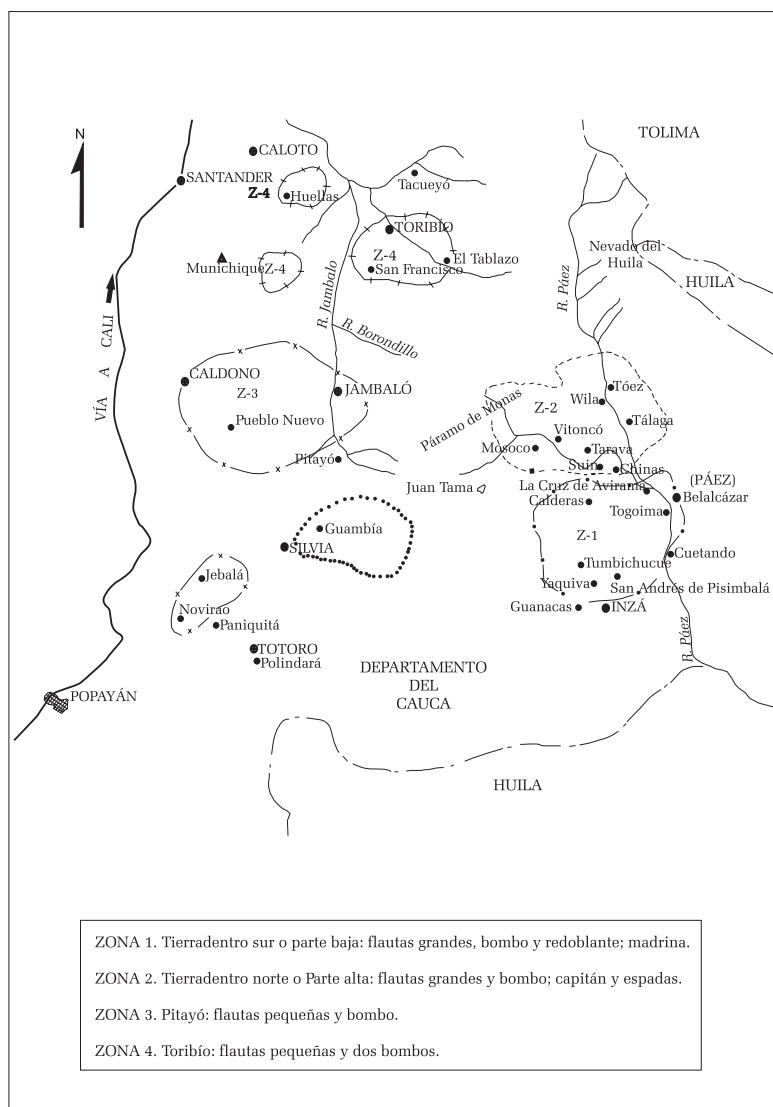 N
TOLIMA
CALOTO
SANTANDER
Z-4
Huellas
Tacueyó
TORIBÍO
Z-4
El Tablazo
San Francisco
Munichique
Z-4
Nevado del
Huila
HUILA
R. Páez
R. Jambalo
R. Borondillo
VÍA A CALI
CALDONO
Z-3
JAMBALÓ
Pueblo Nuevo
Pitayó
Páramo de Monas
Z-2
Tóez
Wila
Tálaga
Vitoncó
Mosoco
Tarava
Suin
Chinas
Juan Tama
La Cruz de Avirama
(PÁEZ)
Belalcázar
Calderas
Togoima
Z-1
Guambía
SILVIA
Cuetando
Tumbichucue
Jebalá
Yaquiva
San Andrés de Pisimbalá
Novirao
Guanacas
INZÁ
Paniquitá
R. Páez
TOTORO
Polindará
DEPARTAMENTO
DEL
CAUCA
POPAYÁN
HUILA
ZONA 1. Tierradentro sur o parte baja: flautas grandes, bombo y redoblante; madrina.
ZONA 2. Tierradentro norte o Parte alta: flautas grandes y bombo; capitán y espadas.
ZONA 3. Pitayó: flautas pequeñas y bombo.
ZONA 4. Toribío: flautas pequeñas y dos bombos.